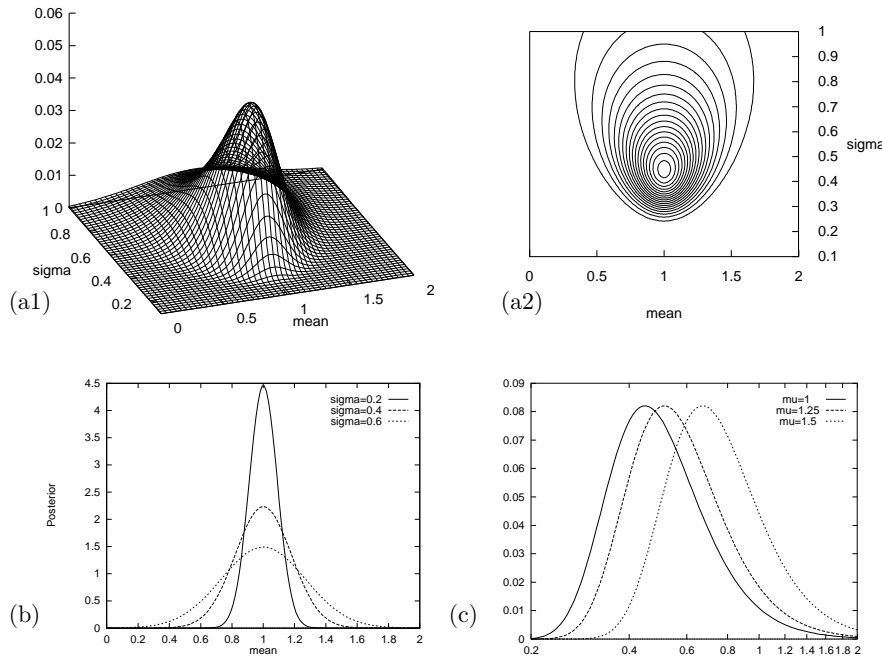 0.06
0.05
0.04
0.03
0.02
0.01
0
1
0.8
0.6
0.4
0.2
sigma
0
0.5
1
1.5
2
mean
(a1)
1
0.9
0.8
0.7
0.6
0.5
0.4
0.3
0.2
0.1
sigma
0
0.5
1
1.5
2
mean
(a2)
4.5
4
3.5
3
2.5
2
1.5
1
0.5
0
Posterior
sigma=0.2
sigma=0.4
sigma=0.6
0 0.2 0.4 0.6 0.8 1 1.2 1.4 1.6 1.8 2
mean
(b)
0.09
0.08
0.07
0.06
0.05
0.04
0.03
0.02
0.01
0
mu=1
mu=1.25
mu=1.5
0.2 0.4 0.6 0.8 1 1.2 1.4 1.6 1.8 2
(c)